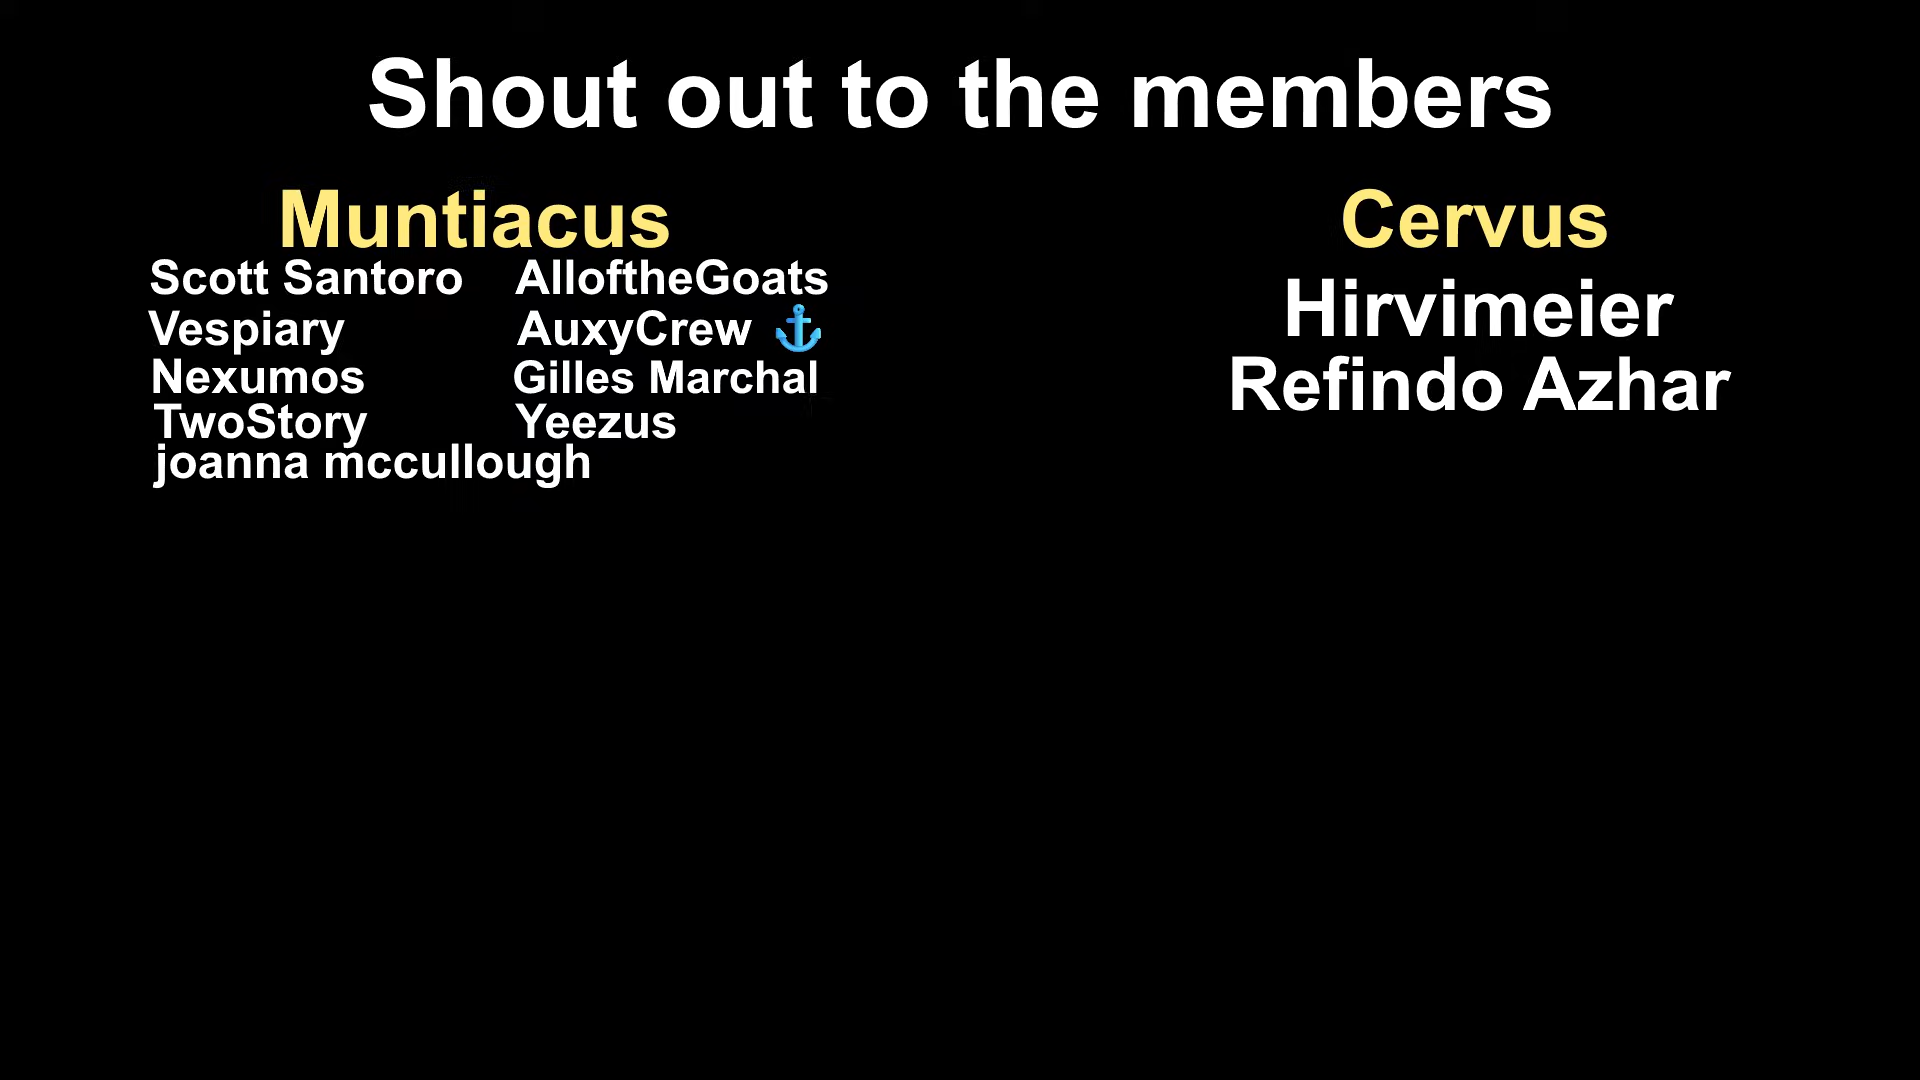 Shout out to the members
Muntiacus
Scott Santoro
Vespiary
Nexumos
TwoStory
joanna mccullough
AlloftheGoats
AuxyCrew ⚓
Gilles Marchal
Yeezus
Cervus
Hirvimeier
Refindo Azhar